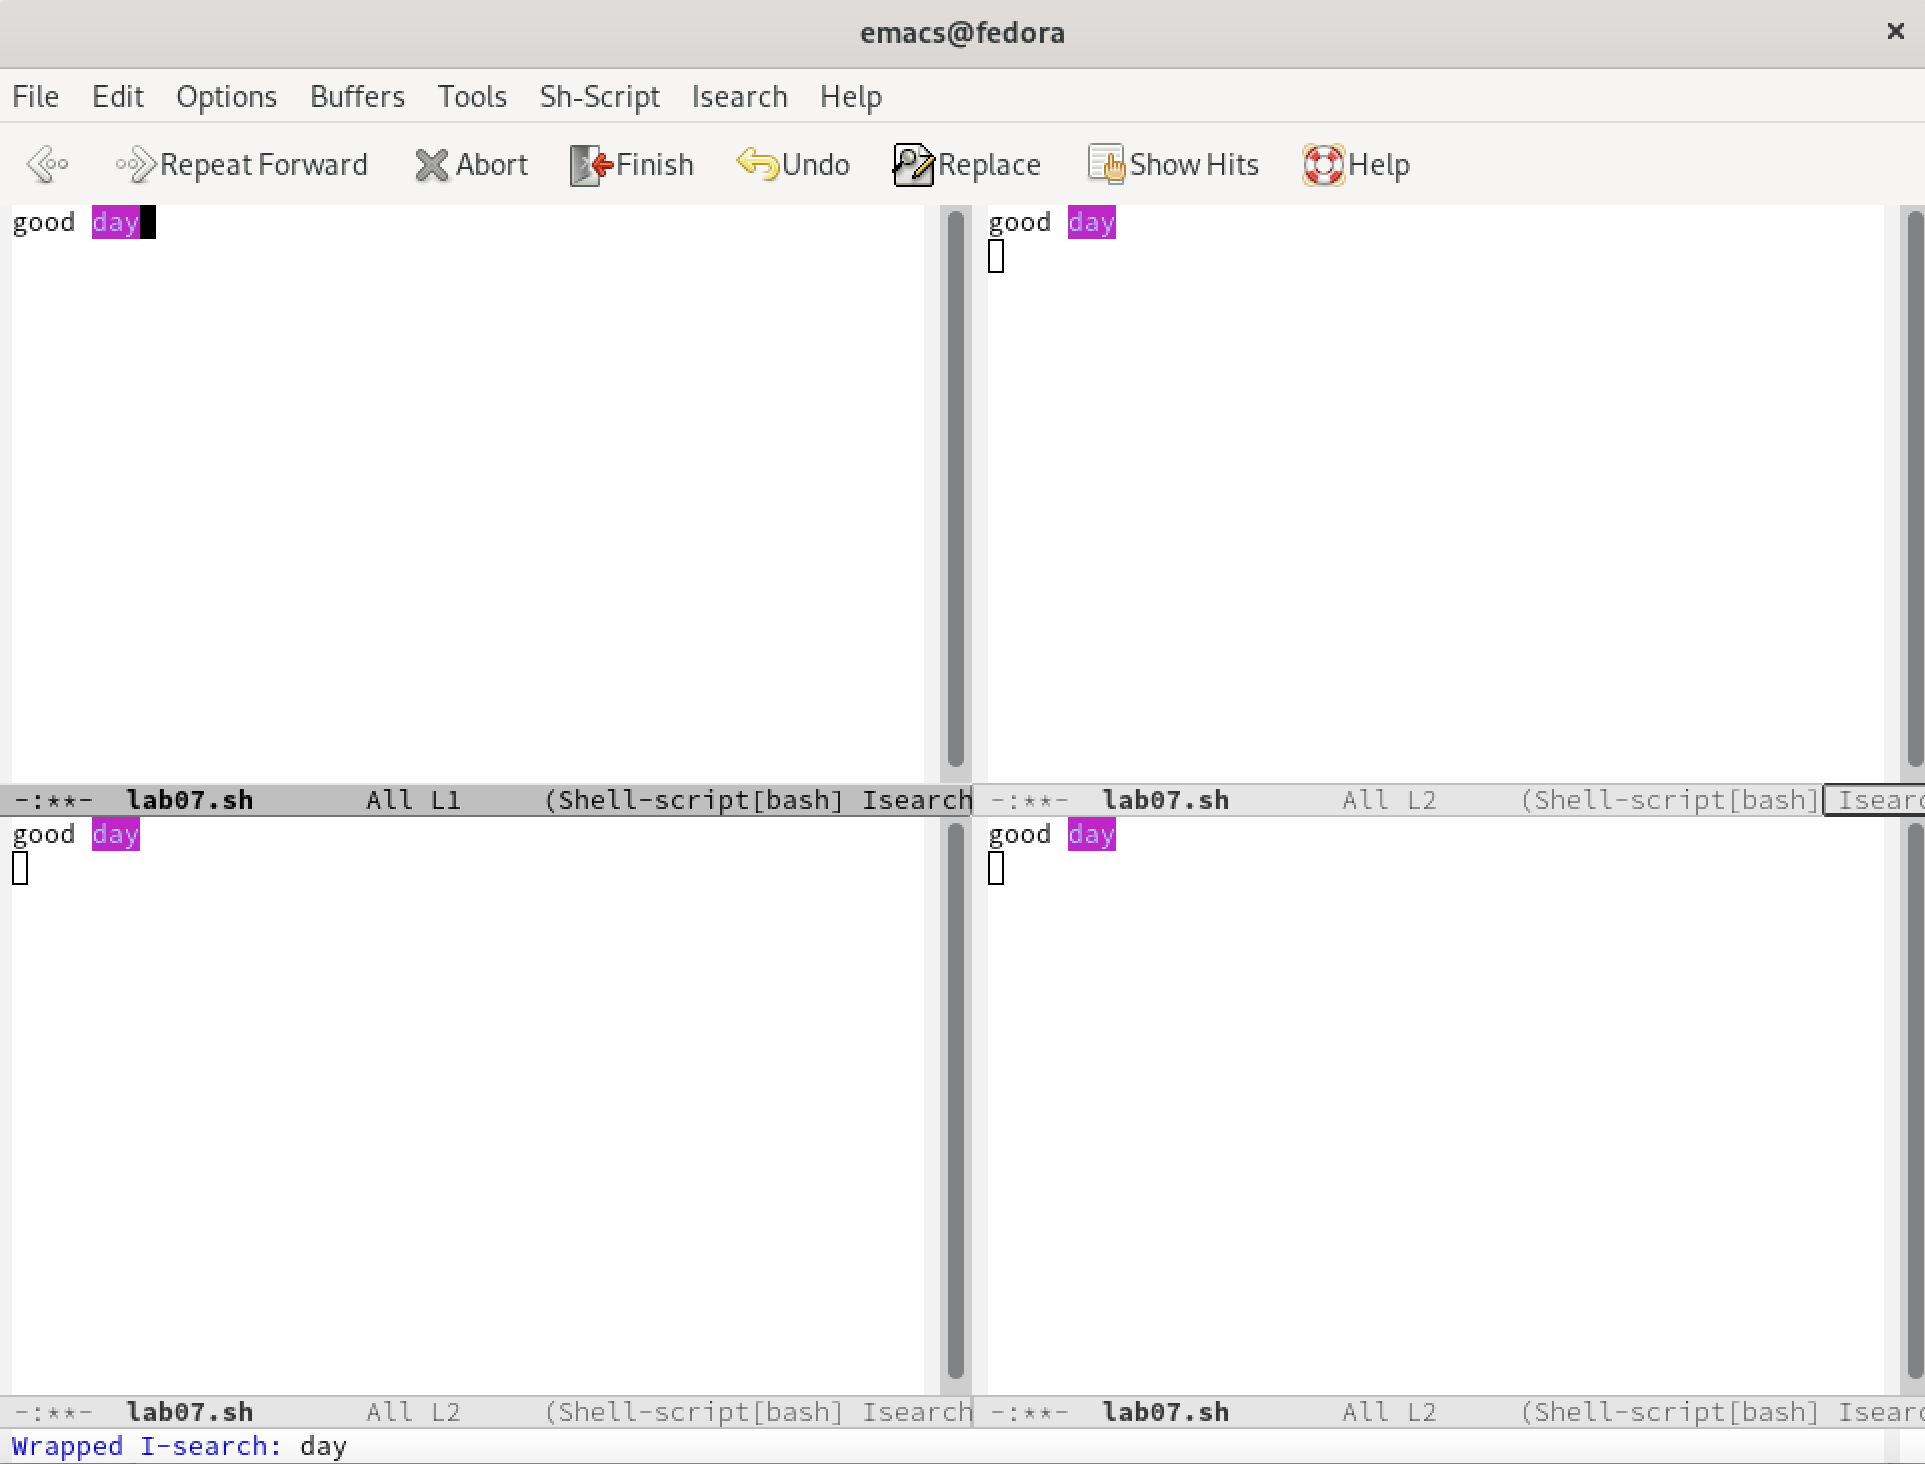 emacs@fedora
File Edit Options Buffers Tools Sh-Script Isearch Help
Repeat Forward Abort Finish Undo Replace Show Hits Help
good day
good day
-:**- lab07.sh All L1 (Shell-script[bash] Isearch
-:**- lab07.sh All L2 (Shell-script[bash] Isearc
good day
good day
-:**- lab07.sh All L2 (Shell-script[bash] Isearch
-:**- lab07.sh All L2 (Shell-script[bash] Isearc
Wrapped I-search: day